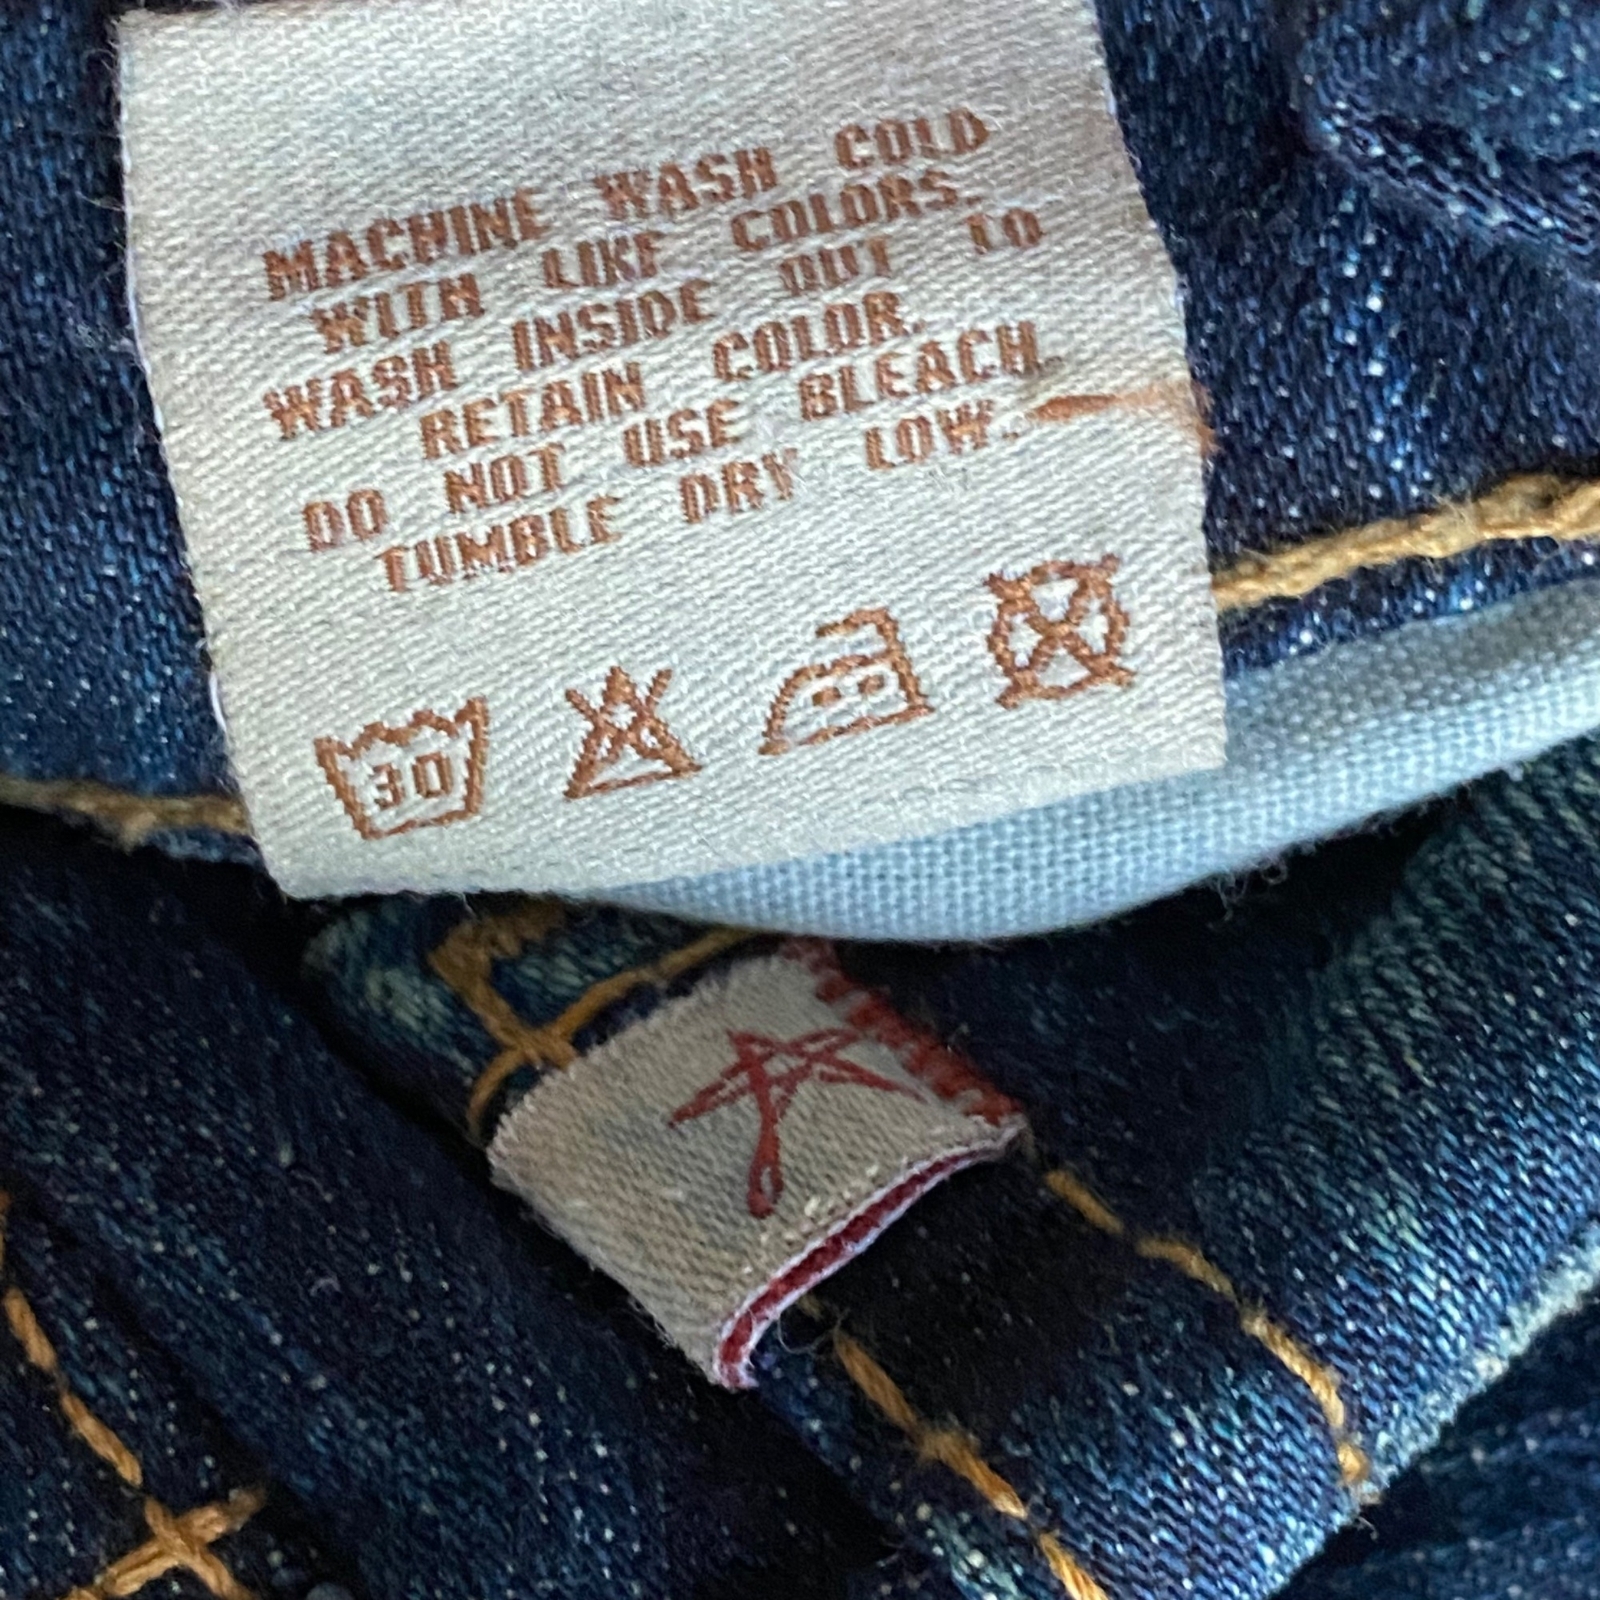 MACHINE WASH COLD
WITH LIKE COLORS.
WASH INSIDE OUT TO
RETAIN COLOR.
DO NOT USE BLEACH.
TUMBLE DRY LOW.
30